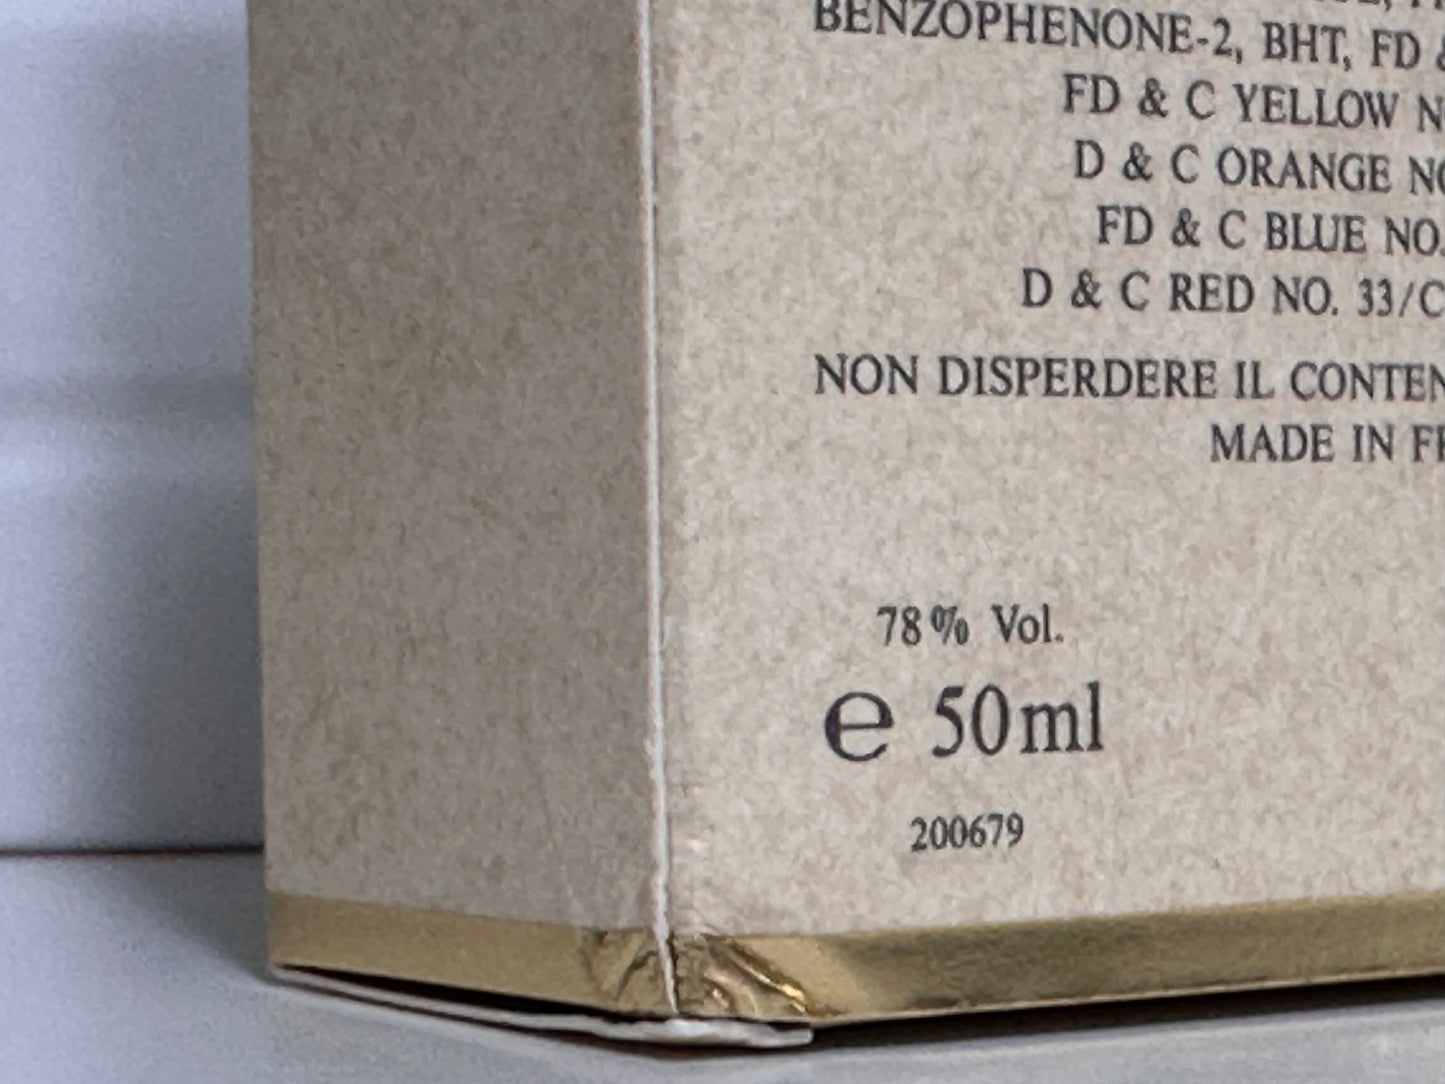 BENZOPHENONE-2, BHT, FD &
FD & C YELLOW
D & C ORANGE
FD & C BLUE NO.
D & C RED NO. 33/C
NON DISPERDERE IL
MADE IN
78% Vol.
℮ 50ml
200679